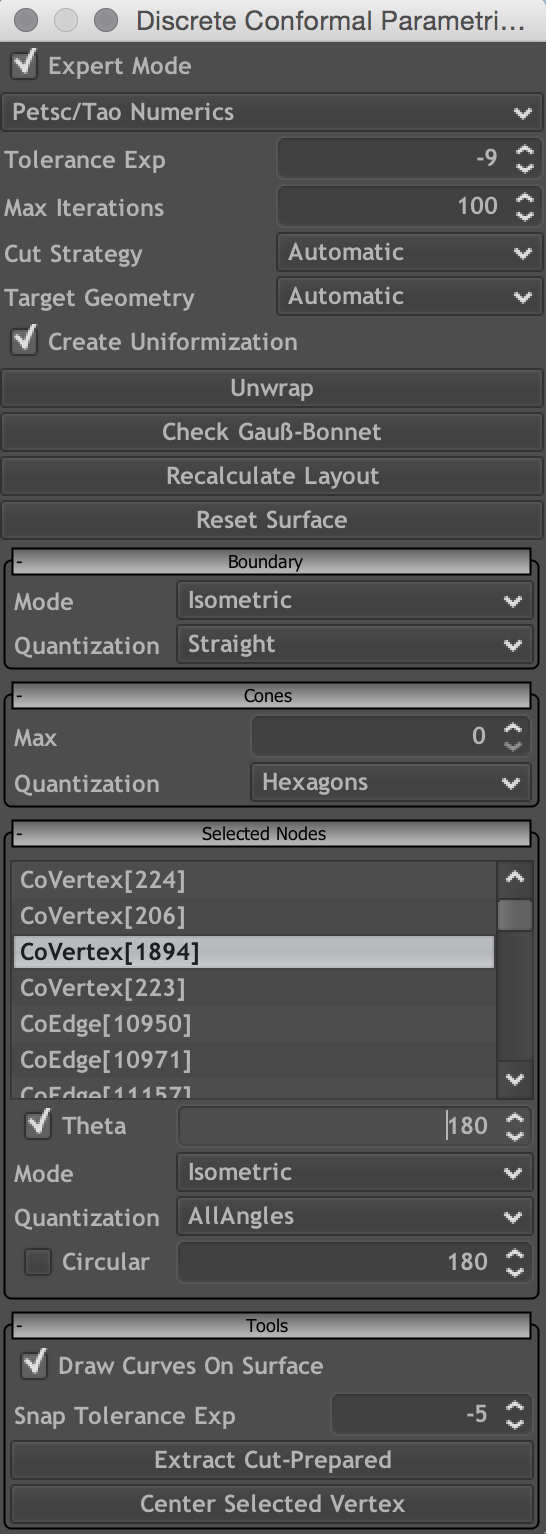 Discrete Conformal Parametri...
Expert Mode
Petsc/Tao Numerics
Tolerance Exp -9
Max Iterations 100
Cut Strategy Automatic
Target Geometry Automatic
Create Uniformization
Unwrap
Check Gauß-Bonnet
Recalculate Layout
Reset Surface
- Boundary
Mode Isometric
Quantization Straight
- Cones
Max 0
Quantization Hexagons
- Selected Nodes
CoVertex[224]
CoVertex[206]
CoVertex[1894]
CoVertex[223]
CoEdge[10950]
CoEdge[10971]
CoEdge[11157]
Theta 180
Mode Isometric
Quantization AllAngles
Circular 180
- Tools
Draw Curves On Surface
Snap Tolerance Exp -5
Extract Cut-Prepared
Center Selected Vertex